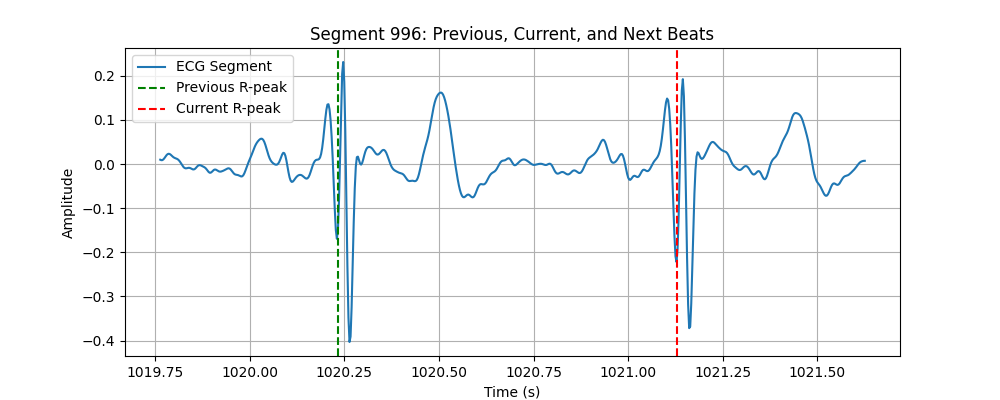 Segment 996: Previous, Current, and Next Beats
ECG Segment
Previous R-peak
Current R-peak
Amplitude
0.2
0.1
0.0
−0.1
−0.2
−0.3
−0.4
1019.75 1020.00 1020.25 1020.50 1020.75 1021.00 1021.25 1021.50
Time (s)